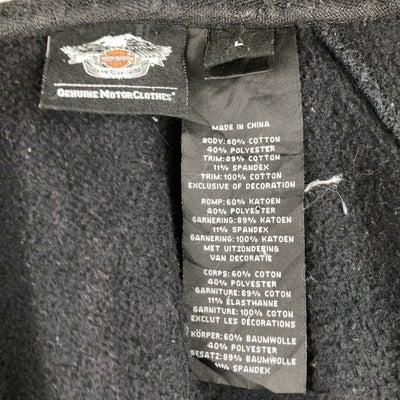 HARLEY-DAVIDSON
GENUINE MOTORCLOTHES®
L
MADE IN CHINA
BODY: 60% COTTON
40% POLYESTER
TRIM: 89% COTTON
11% SPANDEX
TRIM: 100% COTTON
EXCLUSIVE OF DECORATION
ROMP: 60% KATOEN
40% POLYESTER
GARNERING: 89% KATOEN
11% SPANDEX
GARNERING: 100% KATOEN
MET UITZONDERING
VAN DECORATIE
CORPS: 60% COTON
40% POLYESTER
GARNITURE: 89% COTON
11% ÉLASTHANNE
GARNITURE: 100% COTON
EXCLUT LES DÉCORATIONS
KÖRPER: 60% BAUMWOLLE
40% POLYESTER
BESATZ: 89% BAUMWOLLE
11% SPANDEX